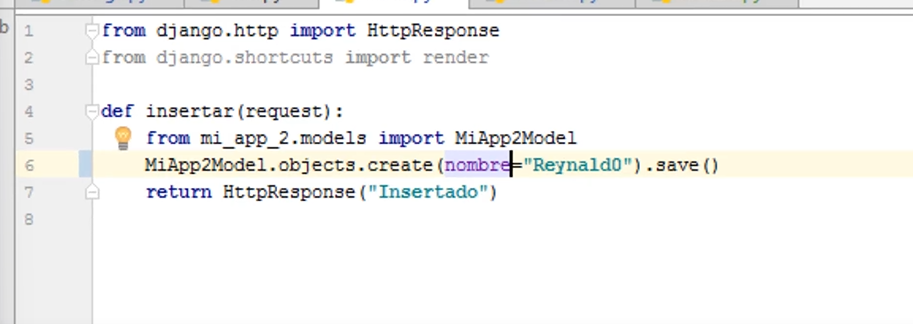 b
1 from django.http import HttpResponse
2 from django.shortcuts import render
3
4 def insertar(request):
5 from mi_app_2.models import MiApp2Model
6 MiApp2Model.objects.create(nombre="Reynald0").save()
7 return HttpResponse("Insertado")
8